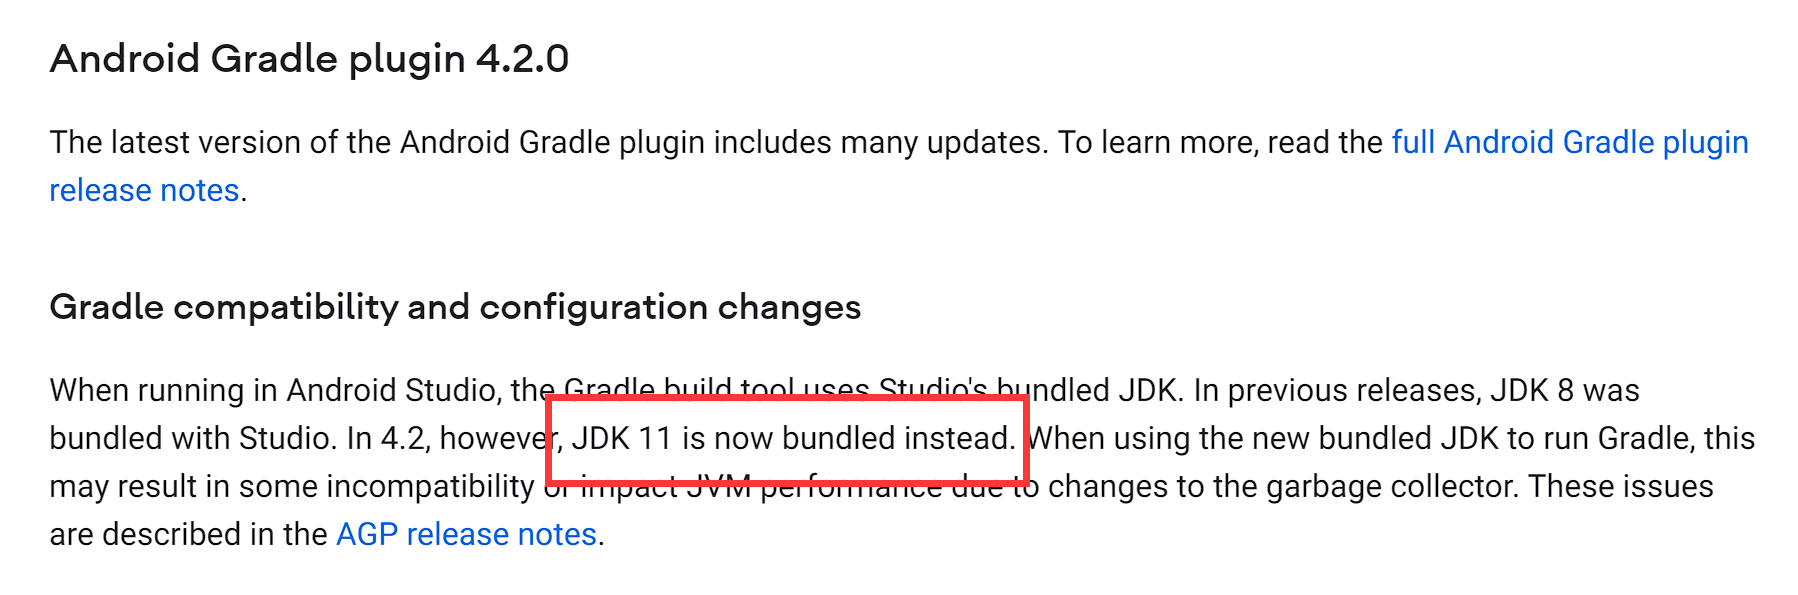 Android Gradle plugin 4.2.0
The latest version of the Android Gradle plugin includes many updates. To learn more, read the full Android Gradle plugin
release notes.
Gradle compatibility and configuration changes
When running in Android Studio, the Gradle build tool uses Studio's bundled JDK. In previous releases, JDK 8 was
bundled with Studio. In 4.2, however, JDK 11 is now bundled instead. When using the new bundled JDK to run Gradle, this
may result in some incompatibility or impact JVM performance due to changes to the garbage collector. These issues
are described in the AGP release notes.